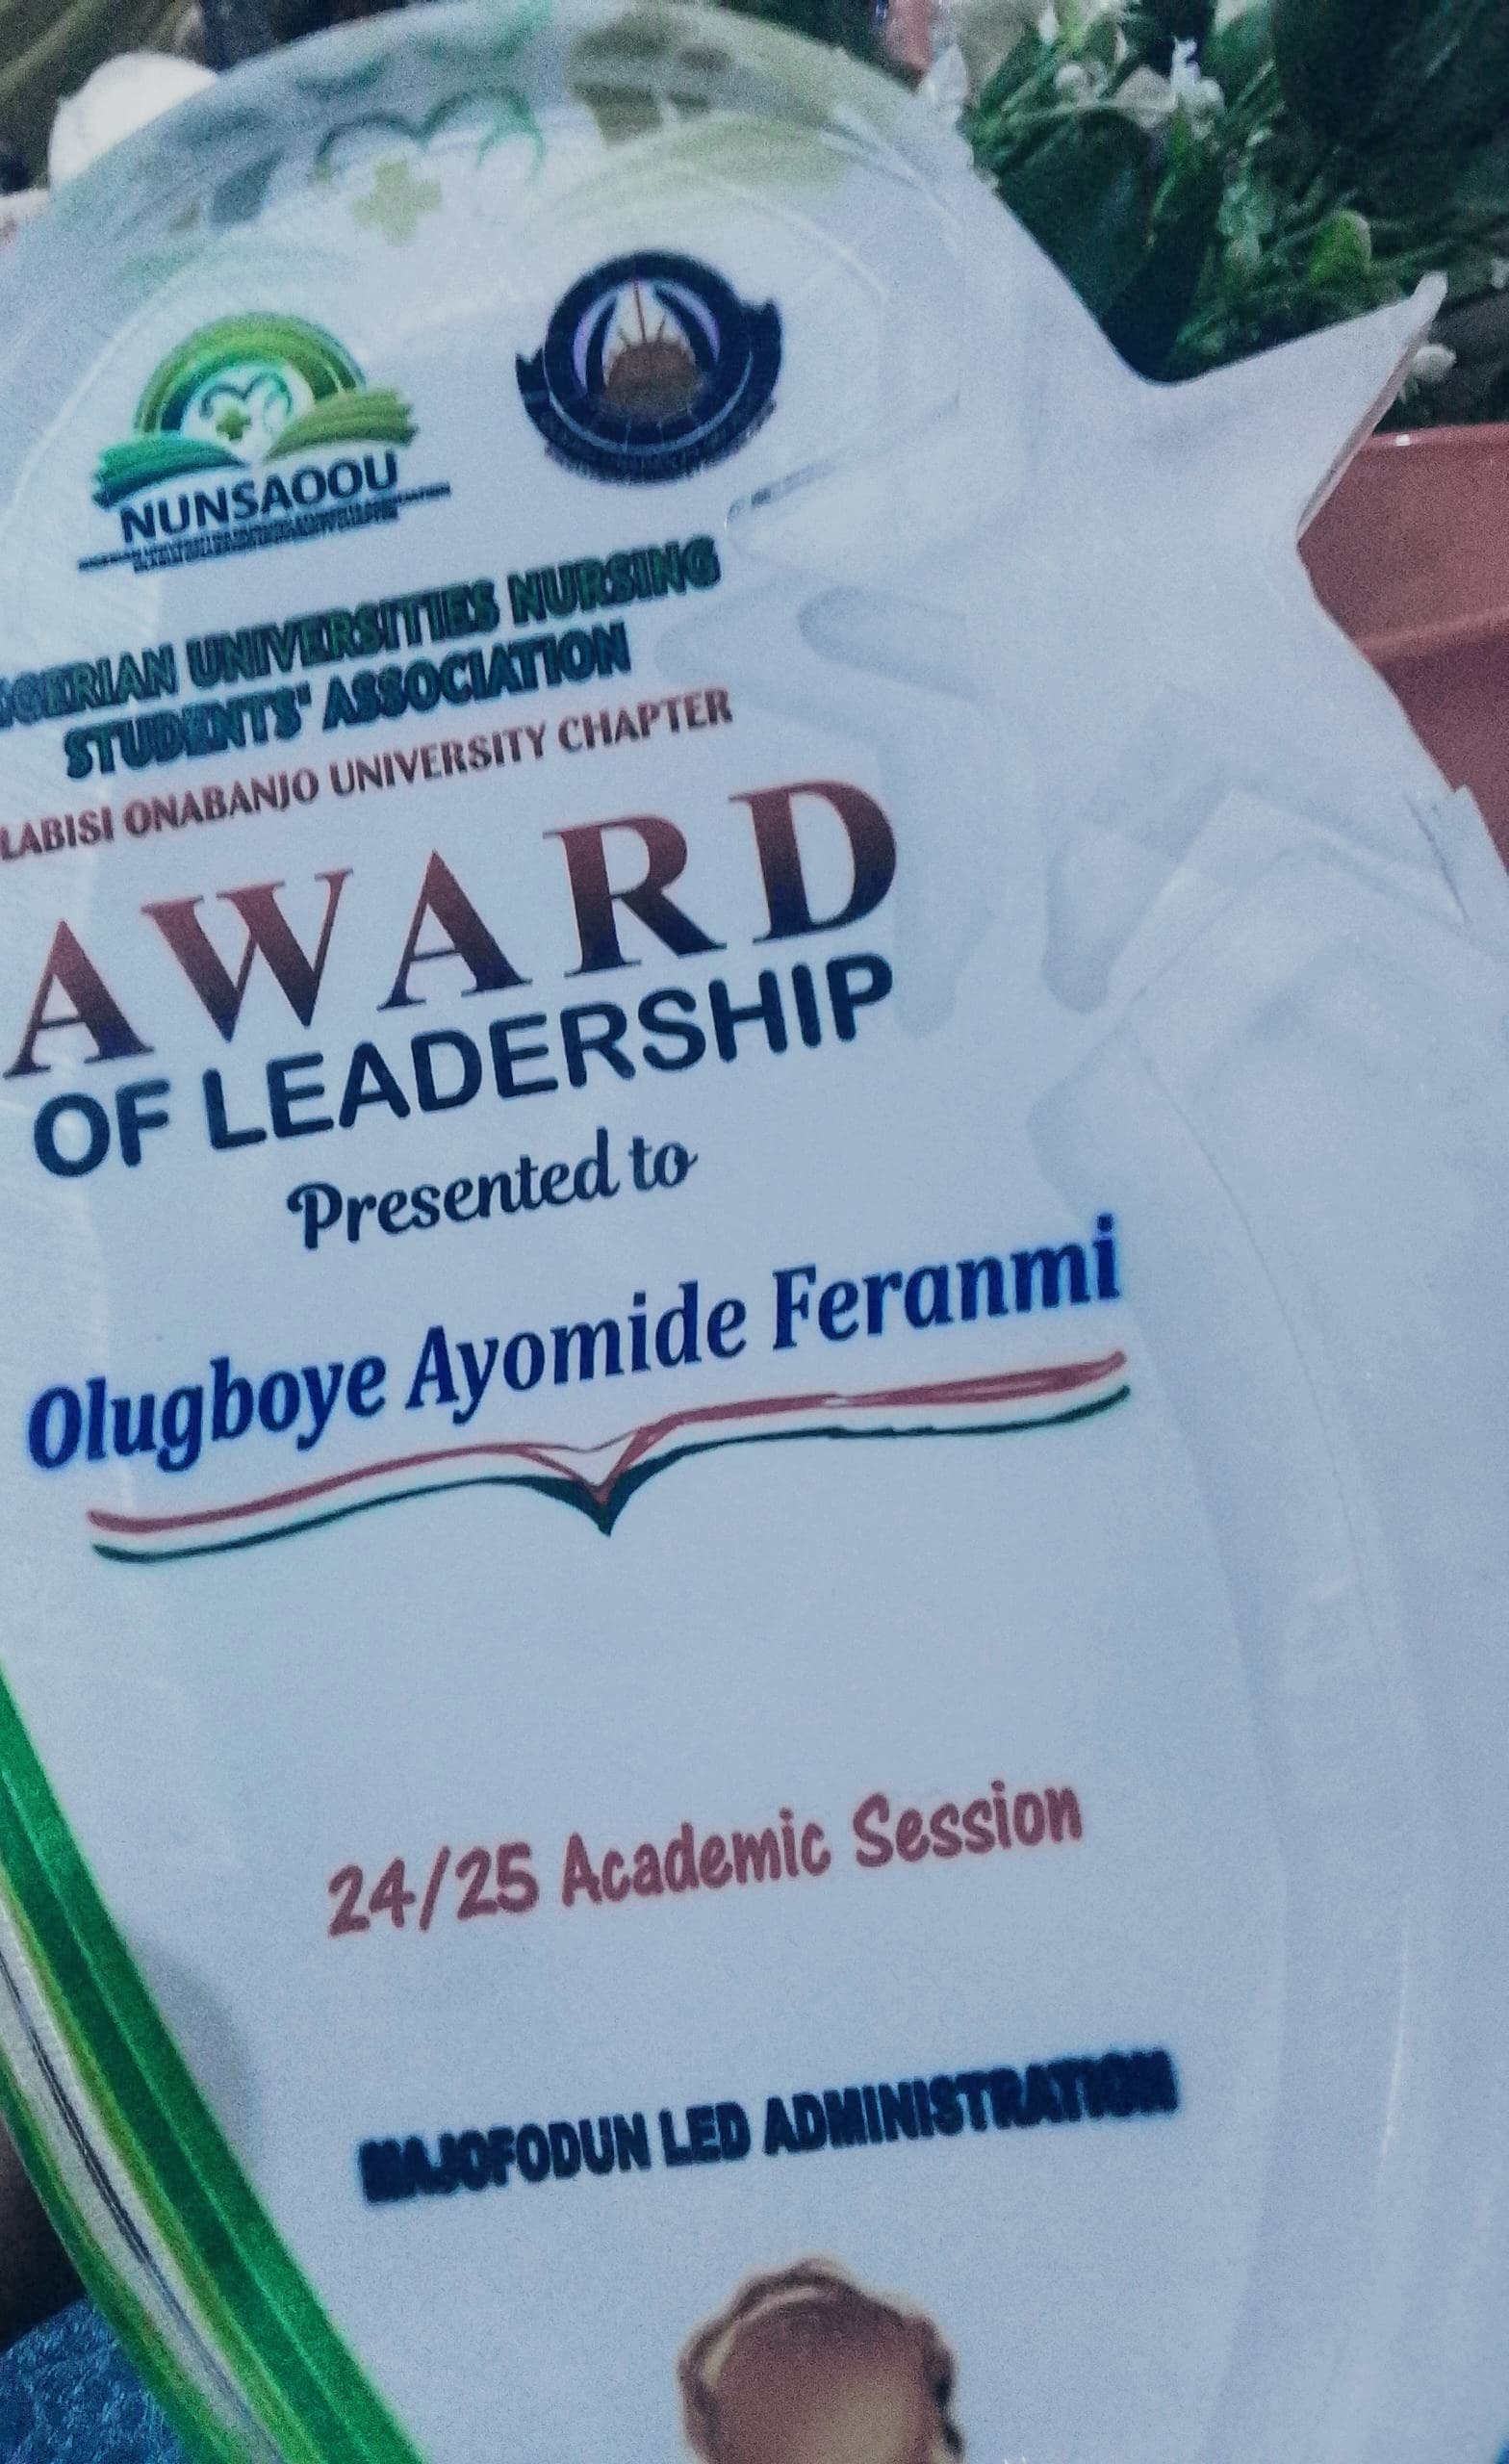 NUNSAOOU
GERIAN UNIVERSITIES NURSING
STUDENTS' ASSOCIATION
LABISI ONABANJO UNIVERSITY CHAPTER
AWARD
OF LEADERSHIP
Presented to
Olugboye Ayomide Feranmi
24/25 Academic Session
MAJOFODUN LED ADMINISTRATION